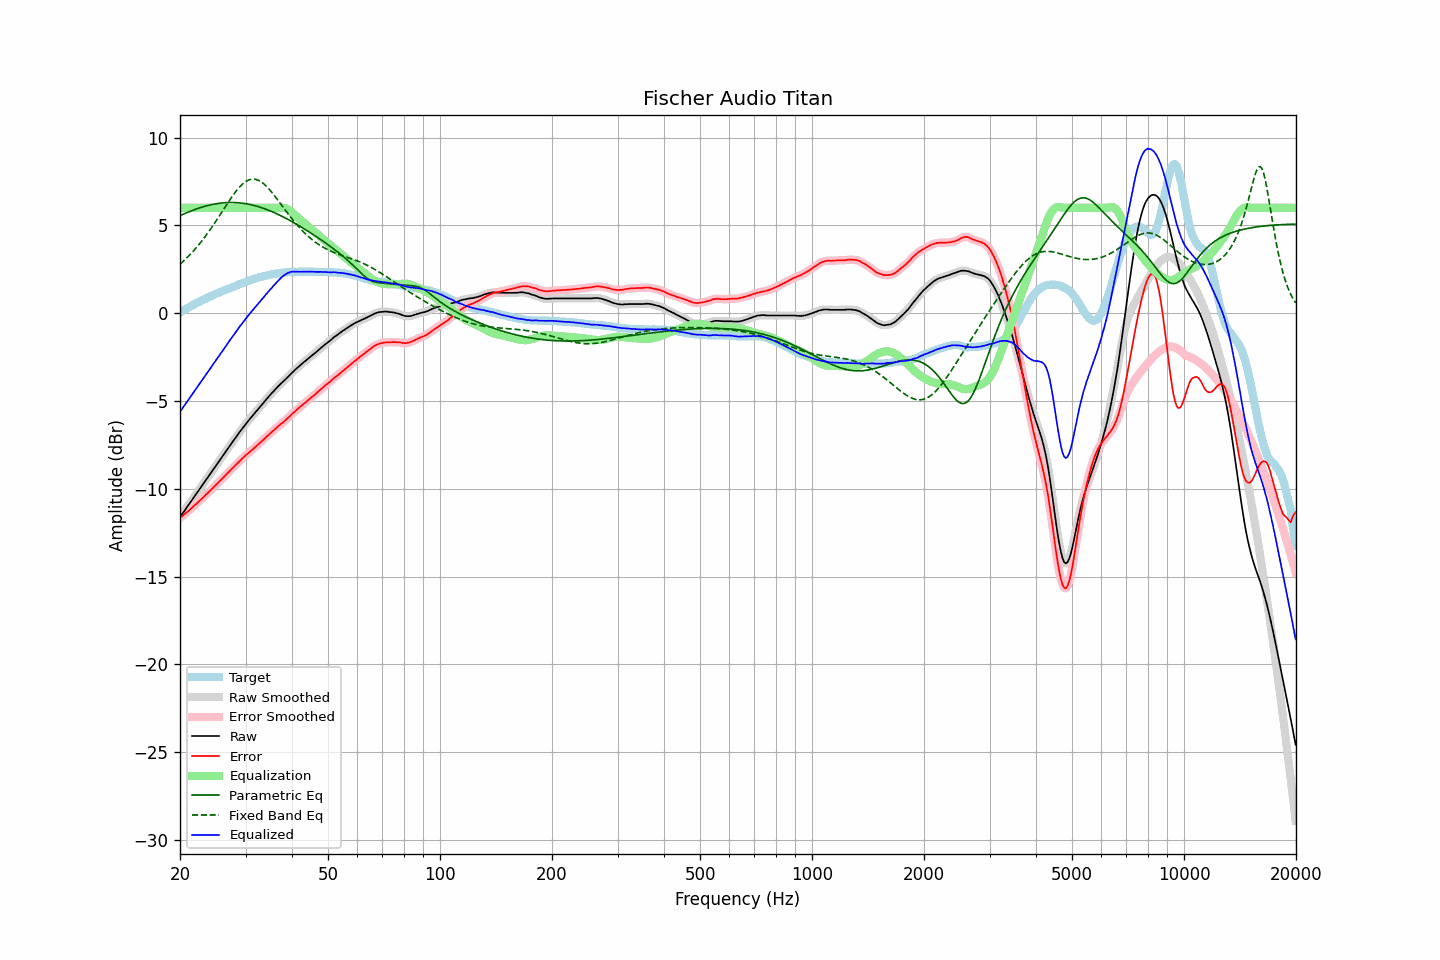 Fischer Audio Titan
10
5
0
−5
−10
−15
−20
−25
−30
Amplitude (dBr)
Target
Raw Smoothed
Error Smoothed
Raw
Error
Equalization
Parametric Eq
Fixed Band Eq
Equalized
20 50 100 200 500 1000 2000 5000 10000 20000
Frequency (Hz)